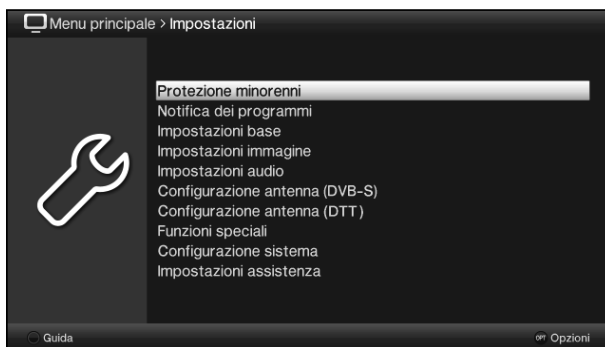 Menu principale > Impostazioni
Protezione minorenni
Notifica dei programmi
Impostazioni base
Impostazioni immagine
Impostazioni audio
Configurazione antenna (DVB-S)
Configurazione antenna (DTT)
Funzioni speciali
Configurazione sistema
Impostazioni assistenza
Guida
OPT Opzioni